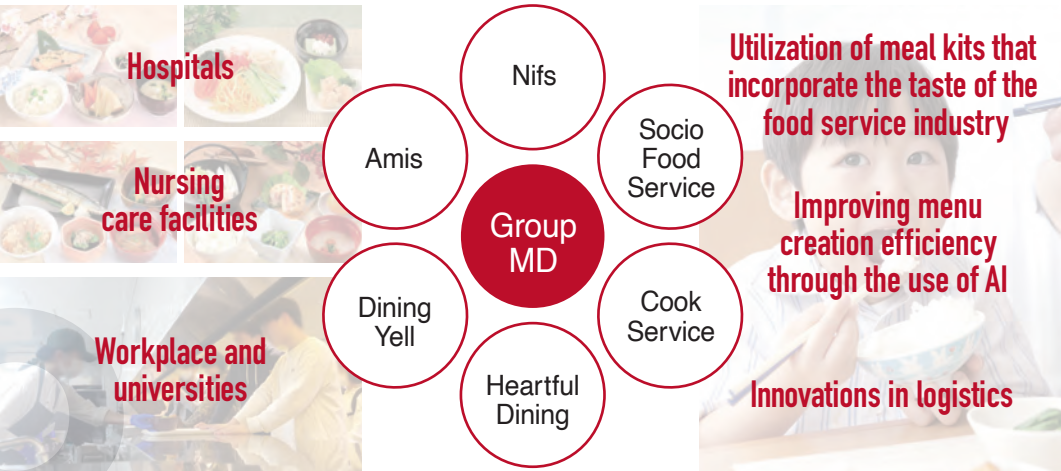 Hospitals
Nursing
care facilities
Workplace and
universities
Nifs
Amis
Socio
Food
Service
Group
MD
Dining
Yell
Cook
Service
Heartful
Dining
Utilization of meal kits that
incorporate the taste of the
food service industry
Improving menu
creation efficiency
through the use of AI
Innovations in logistics